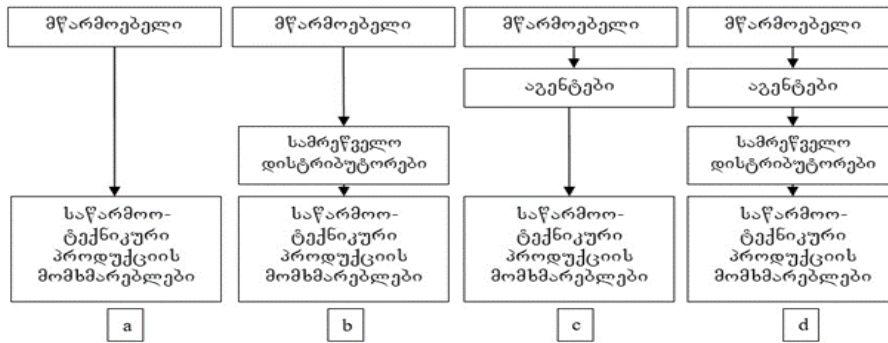 მწარმოებელი
მწარმოებელი
მწარმოებელი
მწარმოებელი
აგენტები
აგენტები
სამრეწველო
დისტრიბუტორები
სამრეწველო
დისტრიბუტორები
საწარმოო-
ტექნიკური
პროდუქციის
მომხმარებლები
საწარმოო-
ტექნიკური
პროდუქციის
მომხმარებლები
საწარმოო-
ტექნიკური
პროდუქციის
მომხმარებლები
საწარმოო-
ტექნიკური
პროდუქციის
მომხმარებლები
a
b
c
d